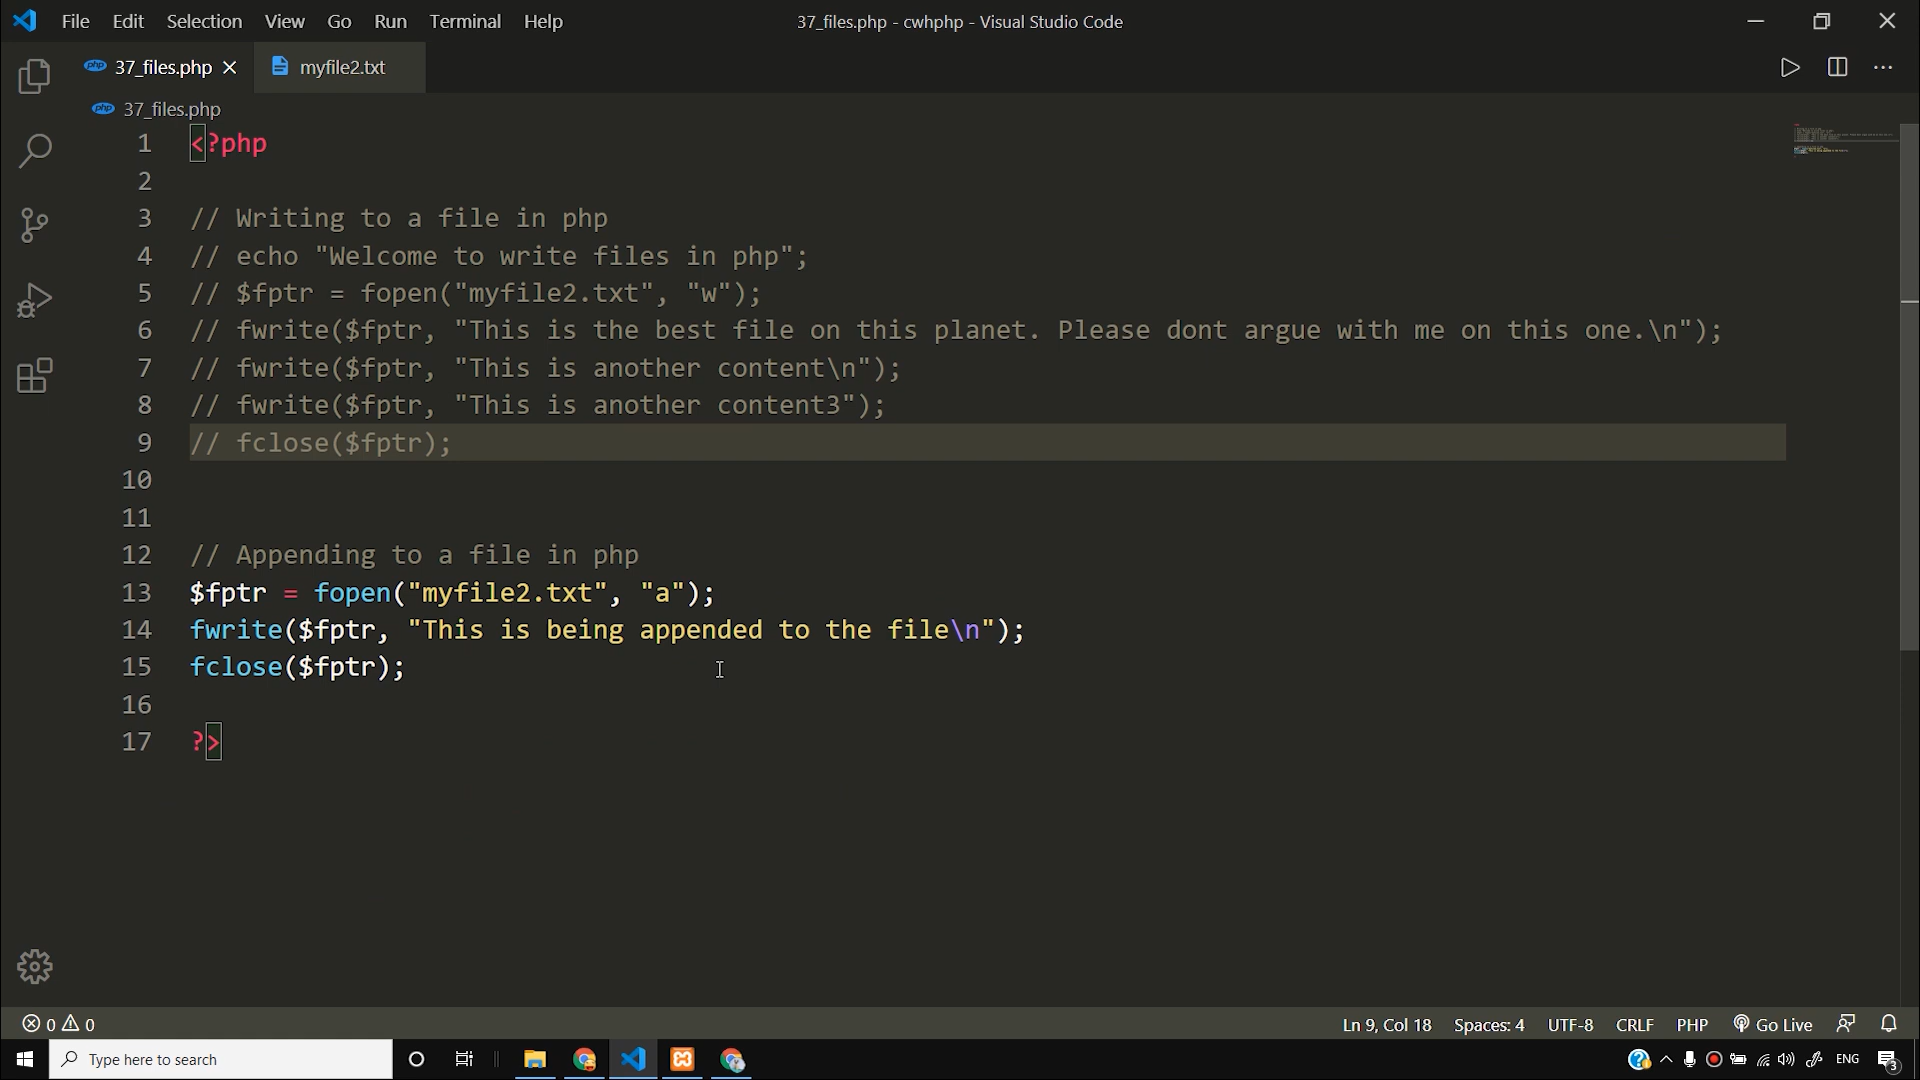 File Edit Selection View Go Run Terminal Help
37_files.php - cwhphp - Visual Studio Code
php 37_files.php
myfile2.txt
php 37_files.php
1 <?php
2
3 // Writing to a file in php
4 // echo "Welcome to write files in php";
5 // $fptr = fopen("myfile2.txt", "w");
6 // fwrite($fptr, "This is the best file on this planet. Please dont argue with me on this one.\n");
7 // fwrite($fptr, "This is another content\n");
8 // fwrite($fptr, "This is another content3");
9 // fclose($fptr);
10
11
12 // Appending to a file in php
13 $fptr = fopen("myfile2.txt", "a");
14 fwrite($fptr, "This is being appended to the file\n");
15 fclose($fptr);
16
17 ?>
0 0
Ln 9, Col 18 Spaces: 4 UTF-8 CRLF PHP Go Live
Type here to search
ENG
3